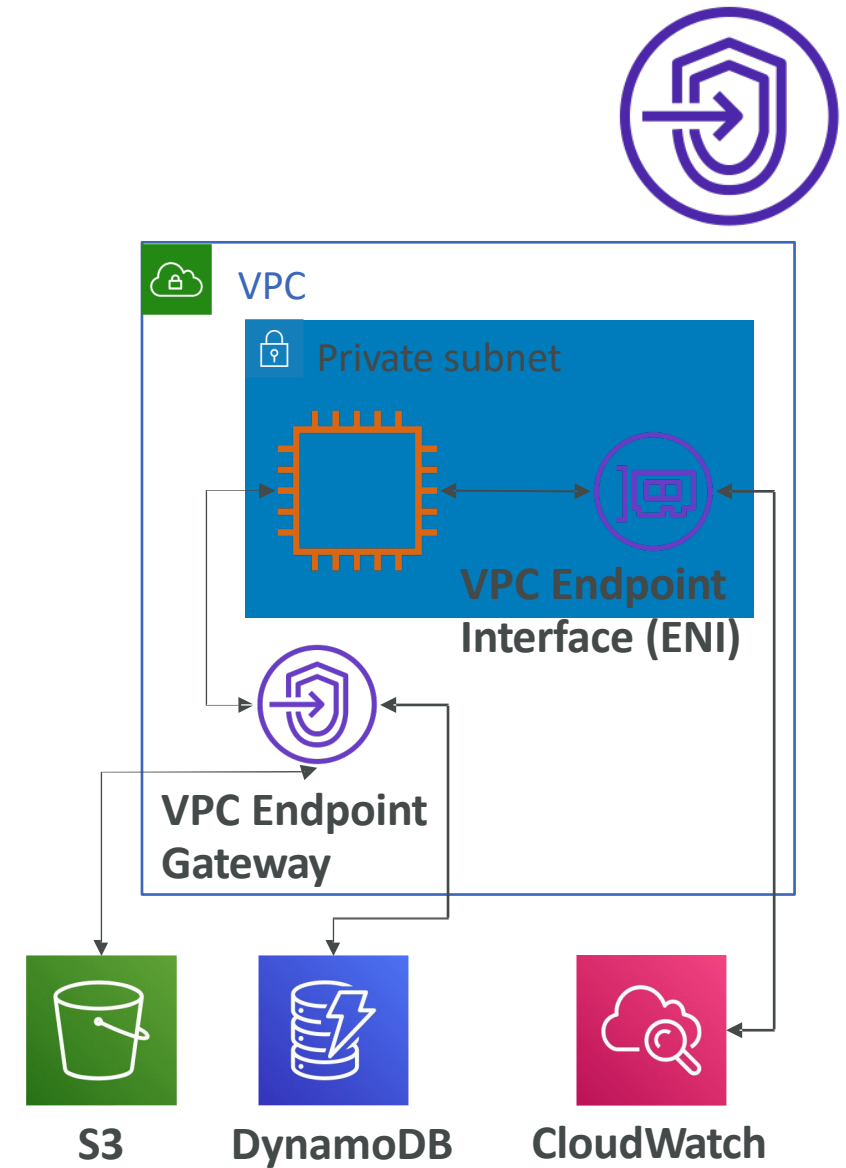 VPC
Private subnet
VPC Endpoint
Interface (ENI)
VPC Endpoint
Gateway
S3
DynamoDB
CloudWatch